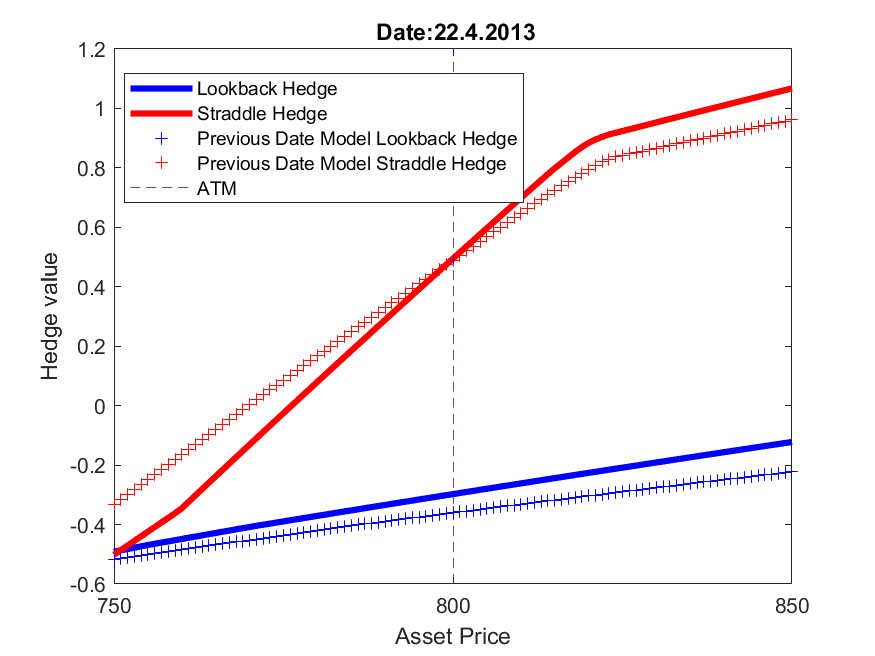 Date:22.4.2013
1.2
1
0.8
0.6
0.4
0.2
0
-0.2
-0.4
-0.6
Hedge value
Lookback Hedge
Straddle Hedge
Previous Date Model Lookback Hedge
Previous Date Model Straddle Hedge
ATM
750
800
850
Asset Price